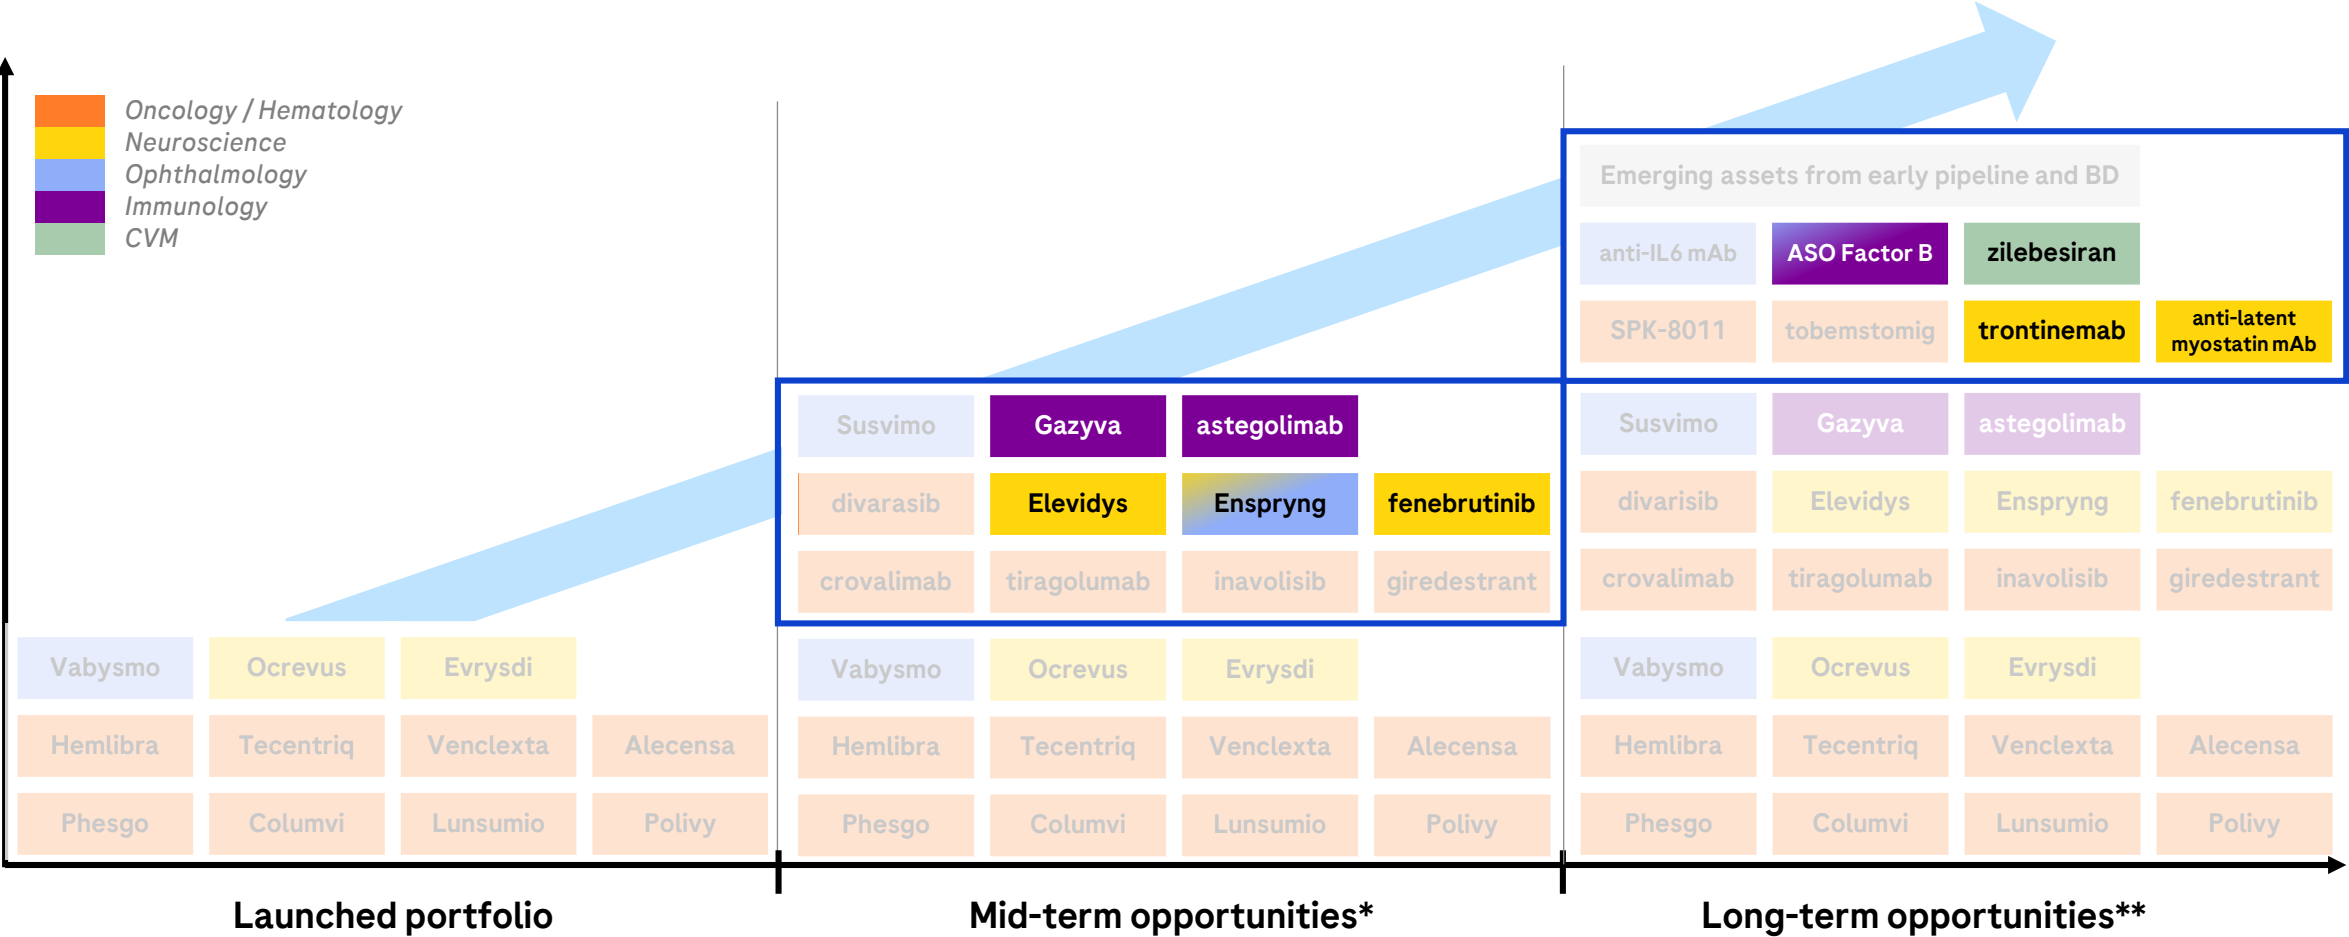 Oncology / Hematology
Neuroscience
Ophthalmology
Immunology
CVM
Emerging assets from early pipeline and BD
anti-IL6 mAb
ASO Factor B
zilebesiran
SPK-8011
tobemstomig
trontinemab
anti-latent
myostatin mAb
Susvimo
Gazyva
astegolimab
Susvimo
Gazyva
astegolimab
divarasib
Elevidys
Enspryng
fenebrutinib
divarisib
Elevidys
Enspryng
fenebrutinib
crovalimab
tiragolumab
inavolisib
giredestrant
crovalimab
tiragolumab
inavolisib
giredestrant
Vabysmo
Ocrevus
Evrysdi
Vabysmo
Ocrevus
Evrysdi
Vabysmo
Ocrevus
Evrysdi
Hemlibra
Tecentriq
Venclexta
Alecensa
Hemlibra
Tecentriq
Venclexta
Alecensa
Hemlibra
Tecentriq
Venclexta
Alecensa
Phesgo
Columvi
Lunsumio
Polivy
Phesgo
Columvi
Lunsumio
Polivy
Phesgo
Columvi
Lunsumio
Polivy
Launched portfolio
Mid-term opportunities*
Long-term opportunities**